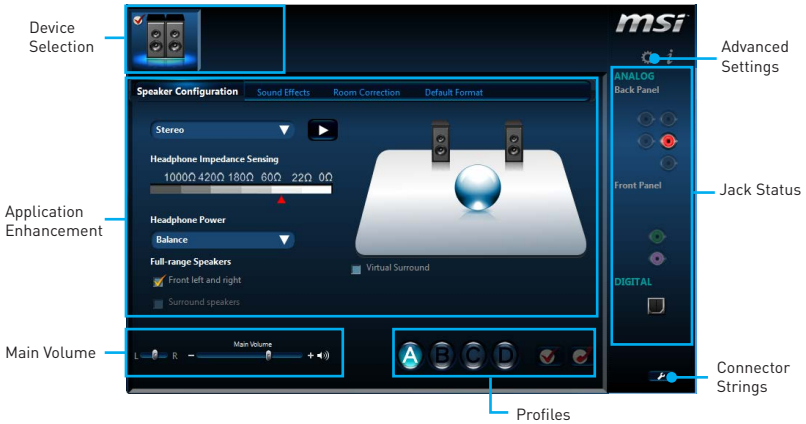 Device
Selection
msi
Advanced
Settings
ANALOG
Back Panel
Speaker Configuration Sound Effects Room Correction Default Format
Stereo
Headphone Impedance Sensing
1000Ω 420Ω 180Ω 60Ω 22Ω 0Ω
Front Panel
Jack Status
Application
Enhancement
Headphone Power
Balance
Full-range Speakers
Virtual Surround
Front left and right
Surround speakers
DIGITAL
Main Volume
Main Volume
L R - +
A B C D
Connector
Strings
Profiles